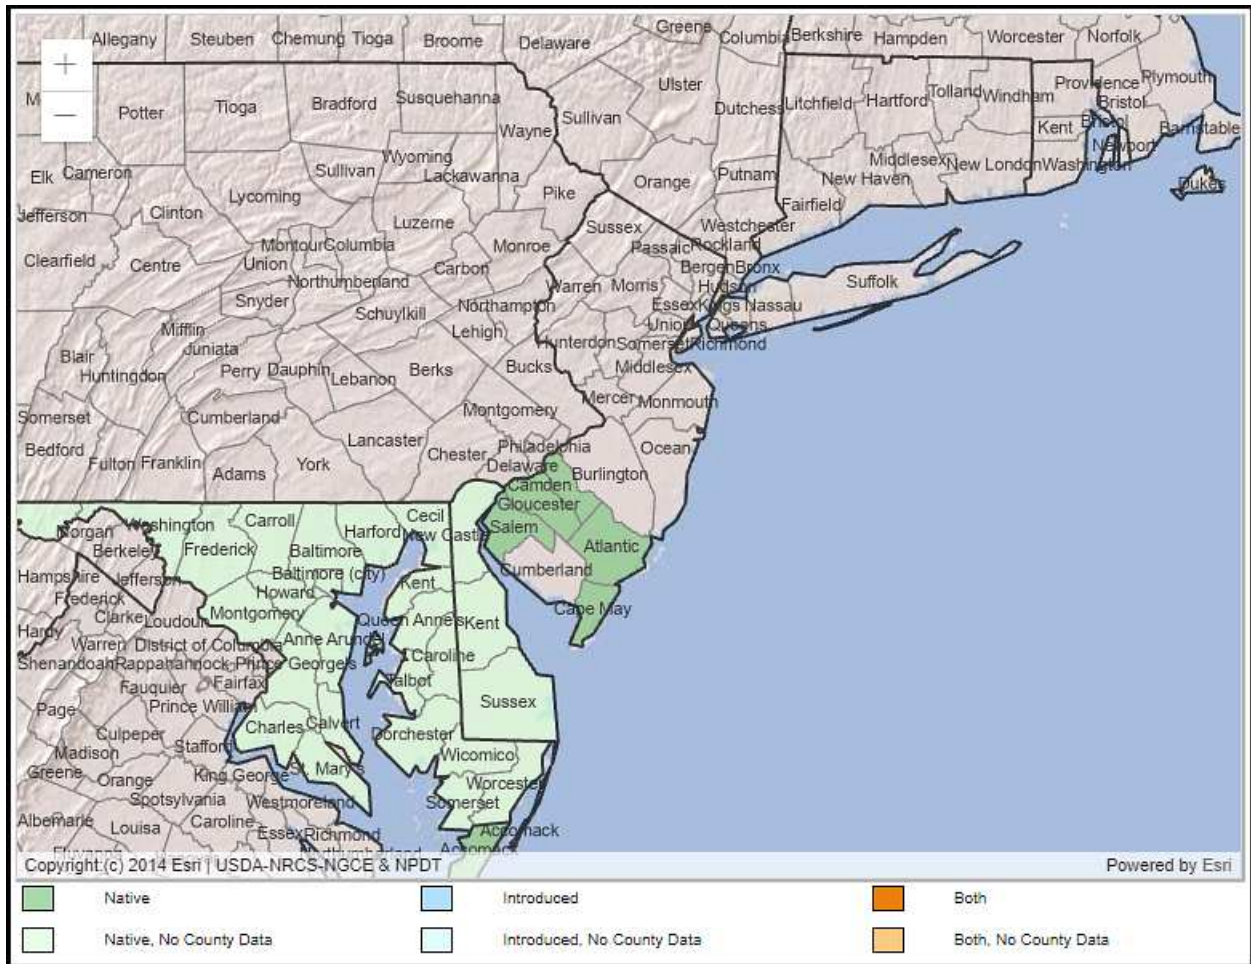 Allegany Steuben Chemung Tioga Broome Delaware Greene Columbia Berkshire Hampden Worcester Norfolk
+
Potter Tioga Bradford Susquehanna Sullivan Ulster Dutchess Litchfield Hartford Tolland Windham Providence Plymouth
−
Wayne Bristol
Kent Bristol Barnstable
Elk Cameron Sullivan Wyoming Lackawanna Pike Orange Putnam New Haven Middlesex New London Washington Newport
Dukes
Jefferson Clinton Lycoming Luzerne Sussex Westchester Fairfield
Clearfield Centre Montour Columbia Monroe Passaic Rockland
Union Carbon Warren Morris Bergen Bronx
Northumberland Hudson Suffolk
Snyder Schuylkill Northampton Essex Kings Nassau
Mifflin Lehigh Union Queens
Juniata Hunterdon Somerset Richmond
Blair Huntingdon Perry Dauphin Lebanon Berks Bucks Middlesex
Somerset Cumberland Montgomery Mercer Monmouth
Bedford Fulton Franklin Adams York Lancaster Chester Philadelphia Ocean
Delaware Burlington
Camden
Gloucester
Morgan Washington Carroll Harford Cecil New Castle Salem
Berkeley Frederick Baltimore Atlantic
Hampshire Jefferson Baltimore (city) Kent Cumberland
Frederick Howard
Clarke Loudoun Montgomery Queen Anne's Kent Cape May
Hardy Warren District of Columbia Anne Arundel
Shenandoah Rappahannock Prince George's Caroline
Fauquier Fairfax Talbot
Page Prince William Sussex
Culpeper Stafford Charles Calvert Dorchester
Madison Wicomico
Greene Orange King George St. Mary's Worcester
Spotsylvania Westmoreland Somerset
Albemarle Louisa Caroline Essex Richmond Accomack
Fluvanna Northumberland Accomack
Copyright:(c) 2014 Esri | USDA-NRCS-NGCE & NPDT Powered by Esri
Native Introduced Both
Native, No County Data Introduced, No County Data Both, No County Data